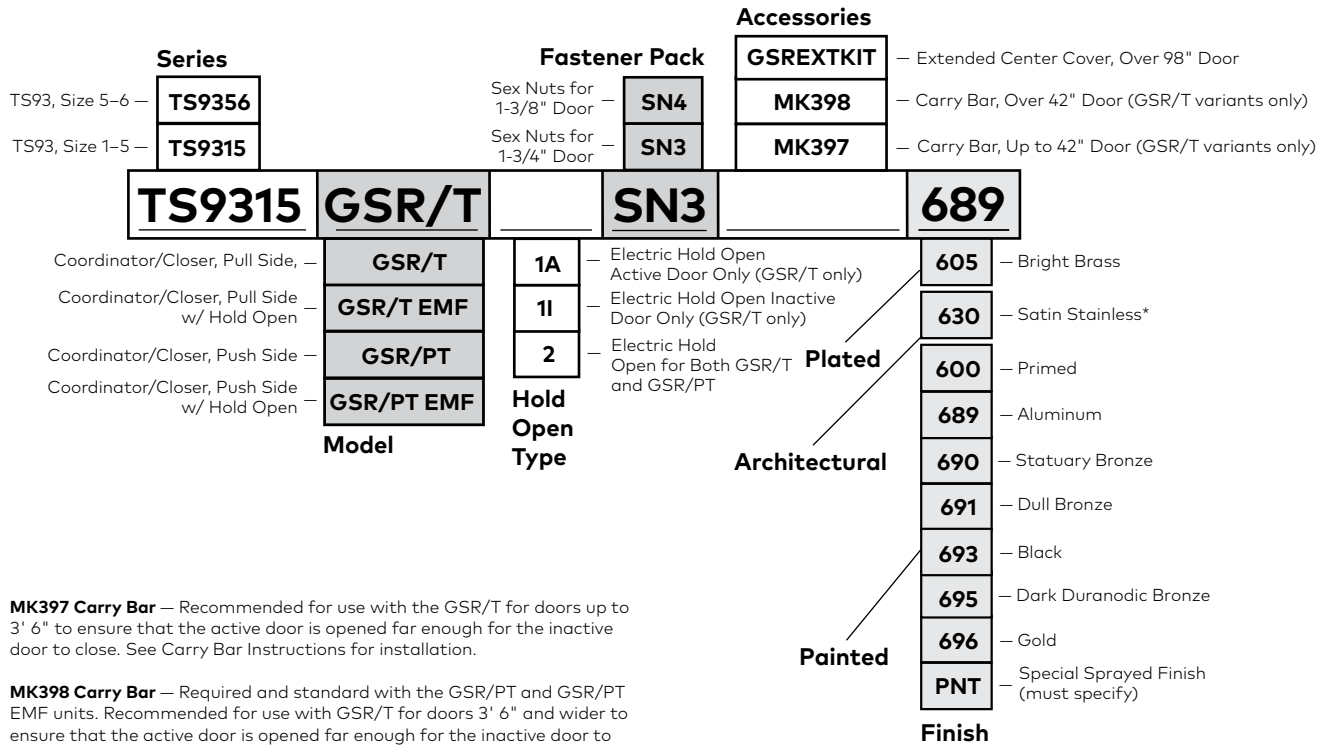 Accessories
Series
Fastener Pack
GSREXTKIT
— Extended Center Cover, Over 98" Door
TS93, Size 5–6 —
TS9356
Sex Nuts for
1-3/8" Door —
SN4
MK398
— Carry Bar, Over 42" Door (GSR/T variants only)
TS93, Size 1–5 —
TS9315
Sex Nuts for
1-3/4" Door —
SN3
MK397
— Carry Bar, Up to 42" Door (GSR/T variants only)
TS9315 GSR/T SN3 689
Coordinator/Closer, Pull Side, —
GSR/T
Coordinator/Closer, Pull Side
w/ Hold Open —
GSR/T EMF
Coordinator/Closer, Push Side —
GSR/PT
Coordinator/Closer, Push Side
w/ Hold Open —
GSR/PT EMF
Model
1A
— Electric Hold Open
Active Door Only (GSR/T only)
1I
— Electric Hold Open Inactive
Door Only (GSR/T only)
2
— Electric Hold
Open for Both GSR/T
and GSR/PT
Hold
Open
Type
Plated
Architectural
Painted
605
— Bright Brass
630
— Satin Stainless*
600
— Primed
689
— Aluminum
690
— Statuary Bronze
691
— Dull Bronze
693
— Black
695
— Dark Duranodic Bronze
696
— Gold
PNT
— Special Sprayed Finish
(must specify)
Finish
MK397 Carry Bar — Recommended for use with the GSR/T for doors up to
3' 6" to ensure that the active door is opened far enough for the inactive
door to close. See Carry Bar Instructions for installation.
MK398 Carry Bar — Required and standard with the GSR/PT and GSR/PT
EMF units. Recommended for use with GSR/T for doors 3' 6" and wider to
ensure that the active door is opened far enough for the inactive door to